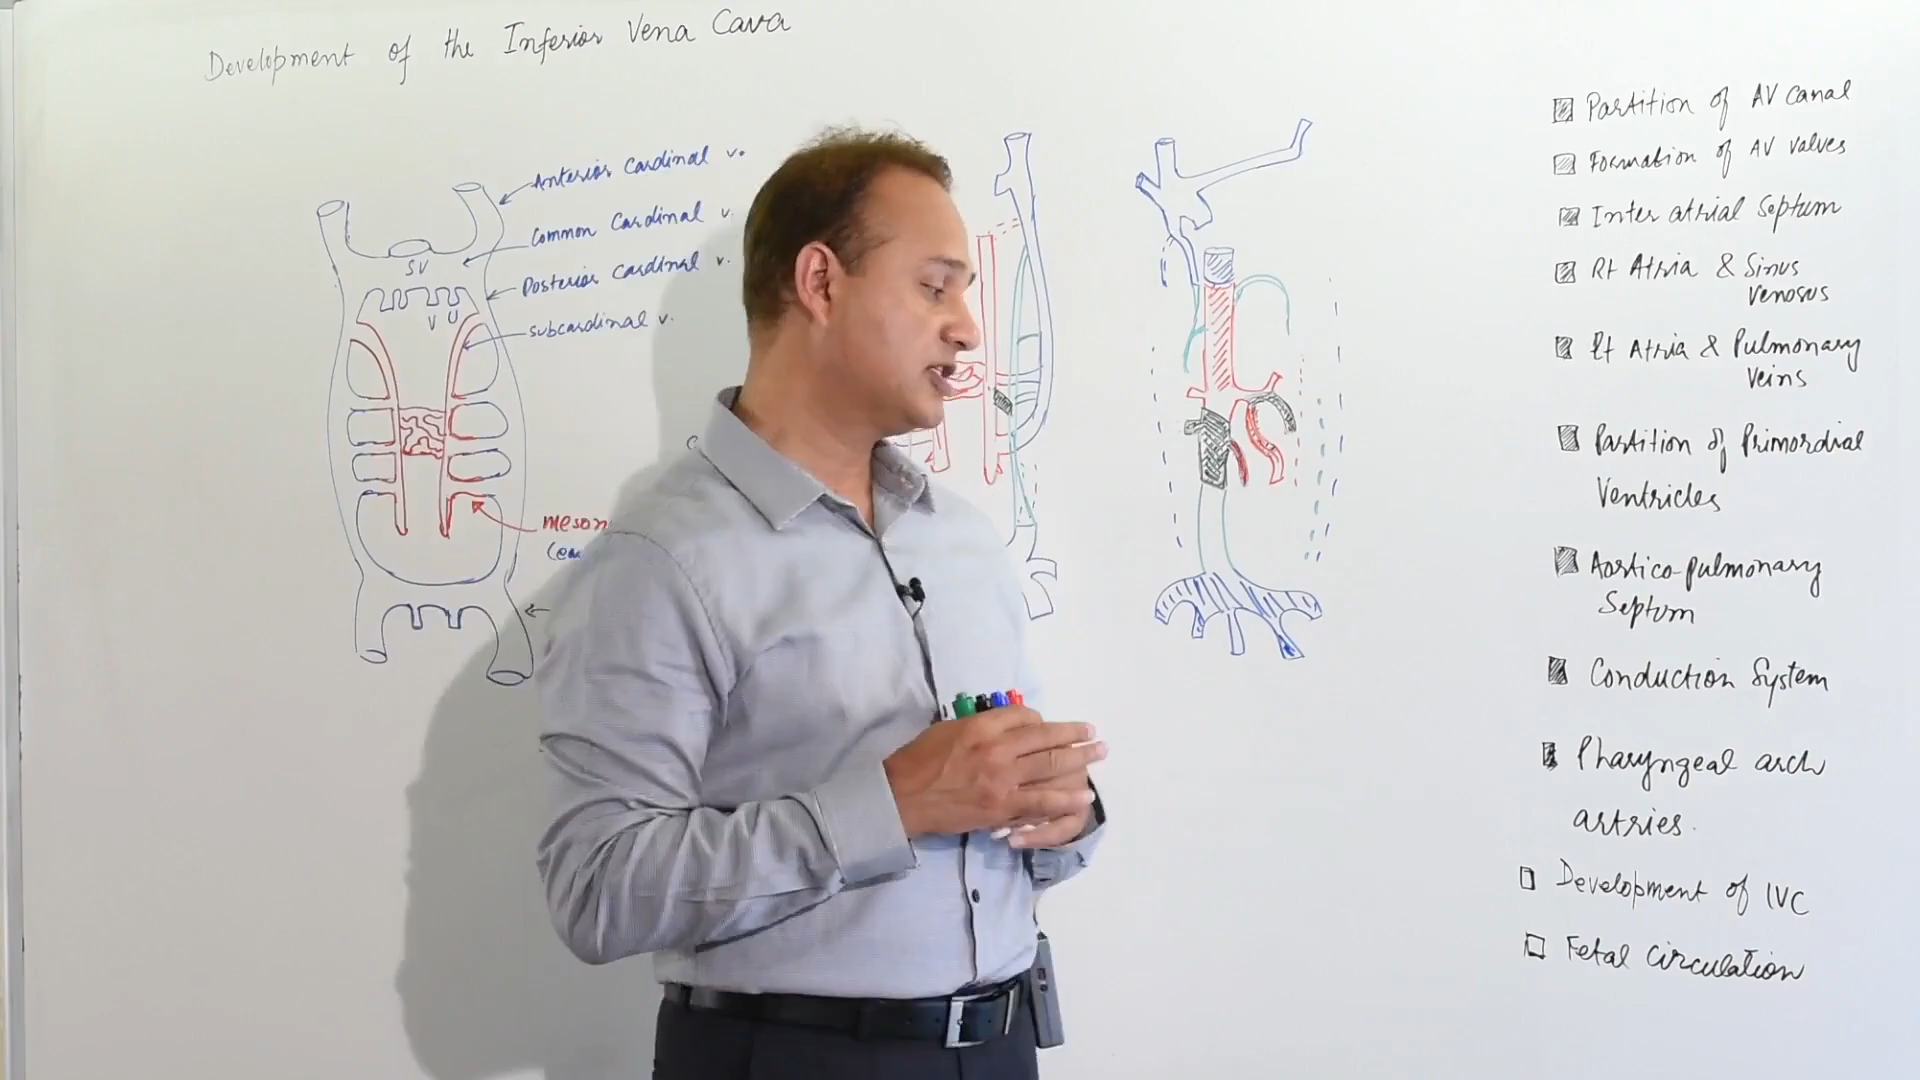 Development of the Inferior Vena Cava
Anterior Cardinal v.
Common Cardinal v.
Posterior Cardinal v.
subcardinal v.
SV
V U
Partition of AV Canal
Formation of AV valves
Inter atrial Septum
Rt Atria & Sinus
Venosus
Lt Atria & Pulmonary
Veins
Partition of Primordial
Ventricles
Aortico-pulmonary
Septum
Conduction System
Pharyngeal arch
artries.
Development of IVC
Fetal circulation